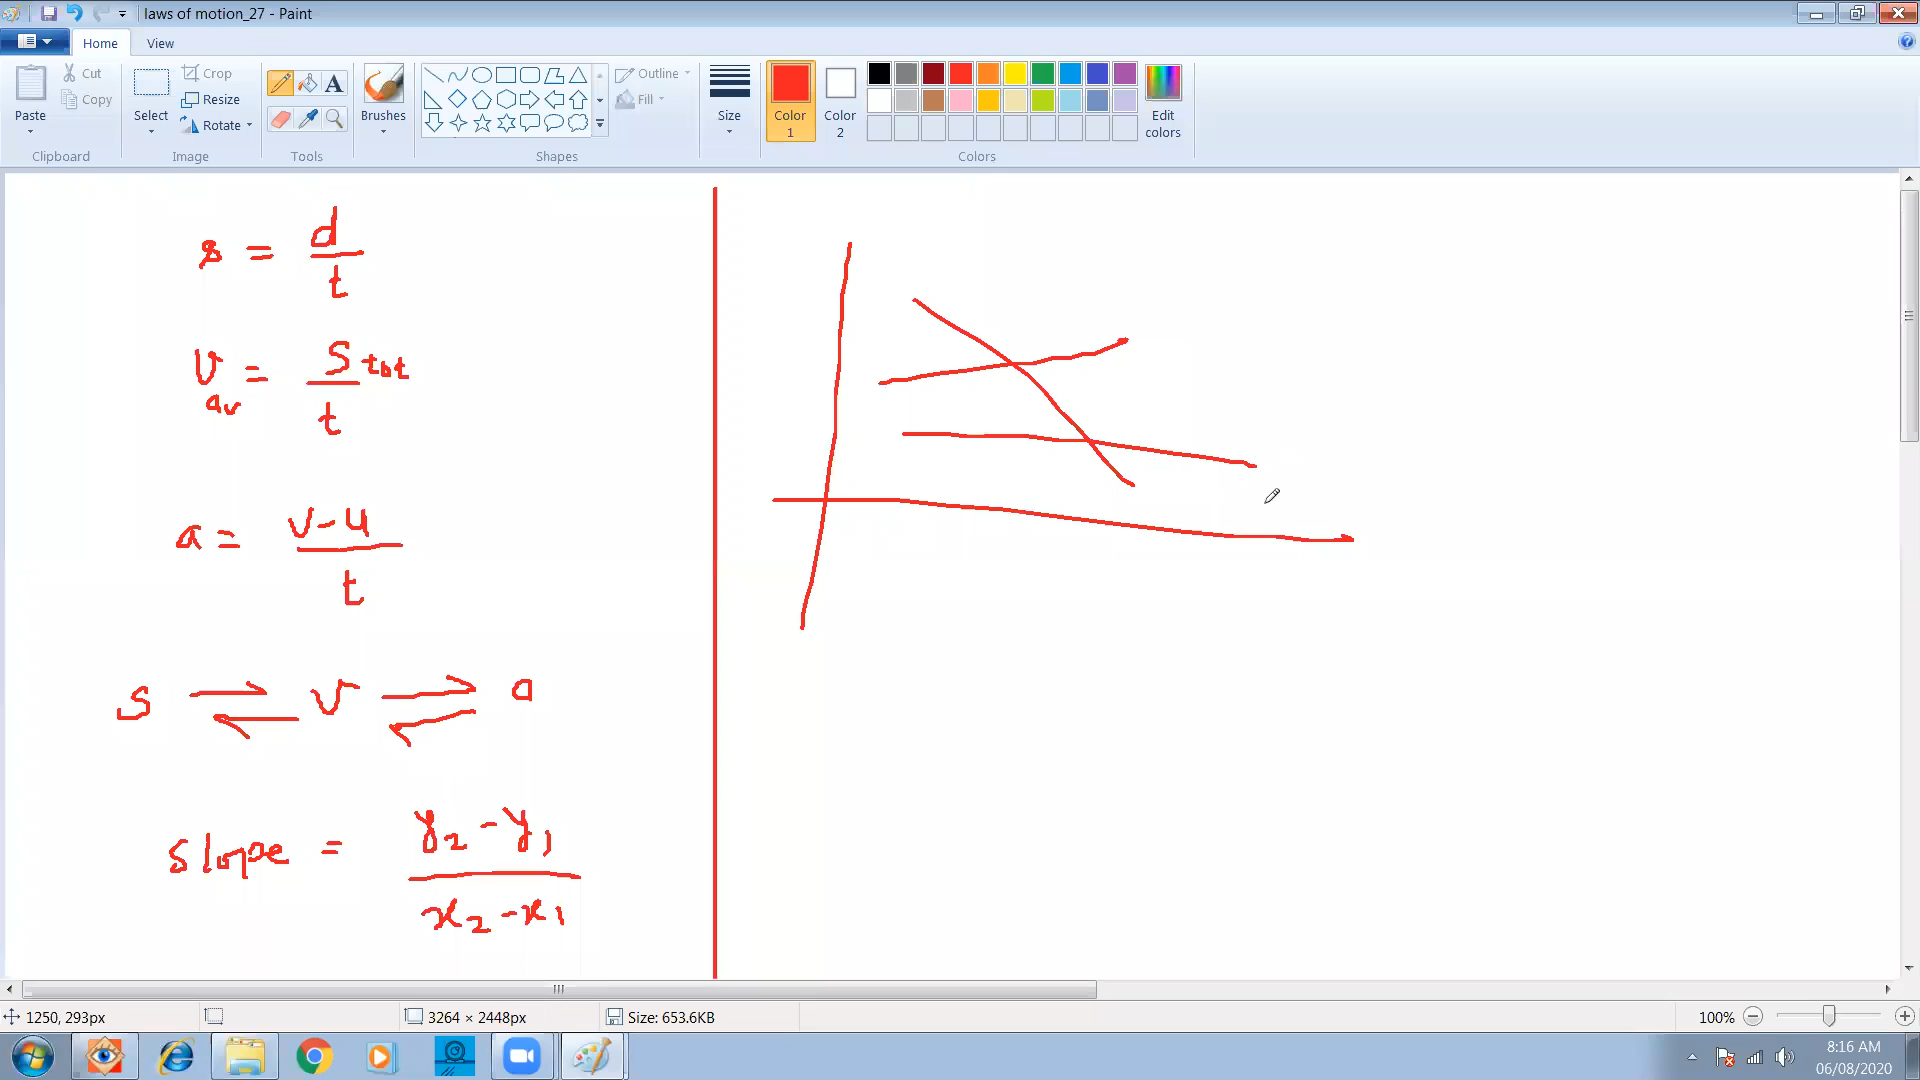 laws of motion_27 - Paint
Home View
Paste
Cut
Copy
Clipboard
Select
Crop
Resize
Rotate
Image
A
Tools
Brushes
Shapes
Outline
Fill
Size
Color 1
Color 2
Edit colors
Colors
s = d
t
v av = s tot
t
a = v - u
t
s ⇌ v ⇌ a
slope = y2 - y1
x2 - x1
1250, 293px
3264 × 2448px
Size: 653.6KB
100%
8:16 AM
06/08/2020